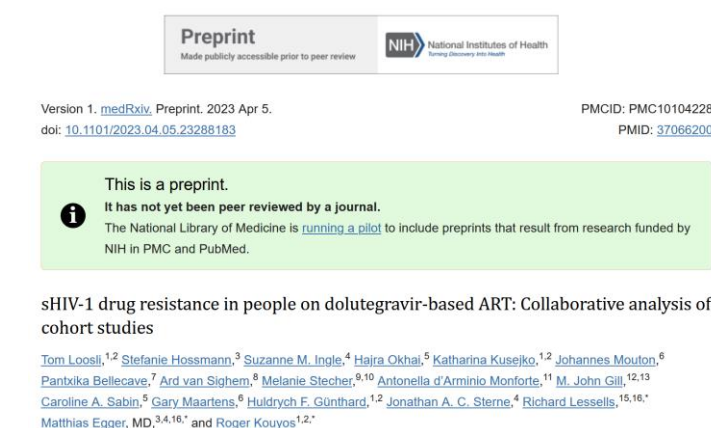 Preprint
Made publicly accessible prior to peer review
NIH National Institutes of Health
Turning Discovery Into Health
Version 1. medRxiv. Preprint. 2023 Apr 5.
PMCID: PMC10104228
doi: 10.1101/2023.04.05.23288183
PMID: 37066200
This is a preprint.
It has not yet been peer reviewed by a journal.
The National Library of Medicine is running a pilot to include preprints that result from research funded by
NIH in PMC and PubMed.
sHIV-1 drug resistance in people on dolutegravir-based ART: Collaborative analysis of
cohort studies
Tom Loosli,1,2 Stefanie Hossmann,3 Suzanne M. Ingle,4 Hajra Okhai,5 Katharina Kusejko,1,2 Johannes Mouton,6
Pantxika Bellecave,7 Ard van Sighem,8 Melanie Stecher,9,10 Antonella d'Arminio Monforte,11 M. John Gill,12,13
Caroline A. Sabin,5 Gary Maartens,6 Huldrych F. Günthard,1,2 Jonathan A. C. Sterne,4 Richard Lessells,15,16,*
Matthias Egger, MD,3,4,16,* and Roger Kouyos1,2,*